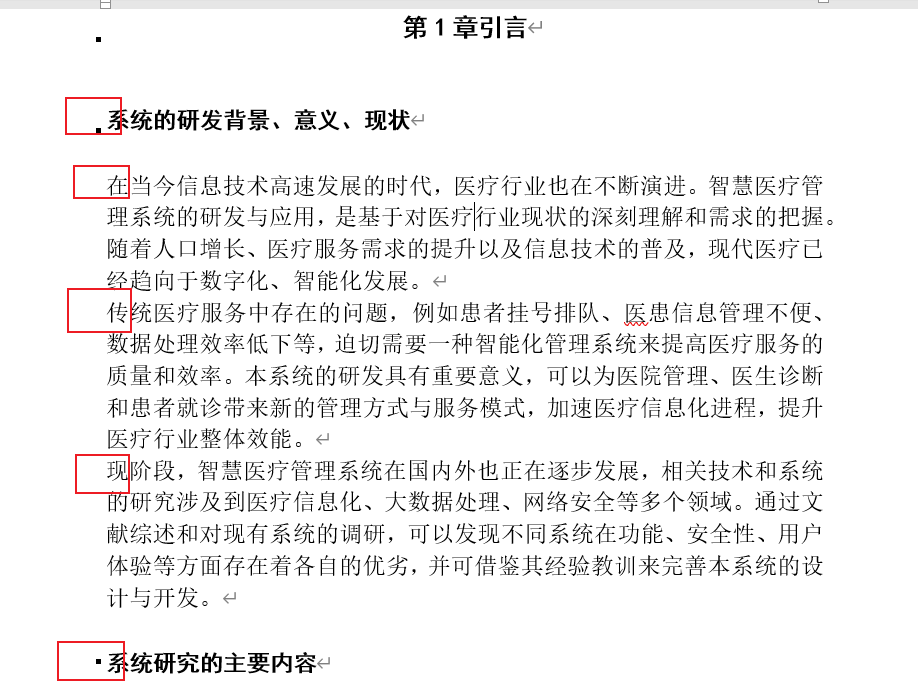 第1章引言
系统的研发背景、意义、现状
在当今信息技术高速发展的时代，医疗行业也在不断演进。智慧医疗管
理系统的研发与应用，是基于对医疗行业现状的深刻理解和需求的把握。
随着人口增长、医疗服务需求的提升以及信息技术的普及，现代医疗已
经趋向于数字化、智能化发展。
传统医疗服务中存在的问题，例如患者挂号排队、医患信息管理不便、
数据处理效率低下等，迫切需要一种智能化管理系统来提高医疗服务的
质量和效率。本系统的研发具有重要意义，可以为医院管理、医生诊断
和患者就诊带来新的管理方式与服务模式，加速医疗信息化进程，提升
医疗行业整体效能。
现阶段，智慧医疗管理系统在国内外也正在逐步发展，相关技术和系统
的研究涉及到医疗信息化、大数据处理、网络安全等多个领域。通过文
献综述和对现有系统的调研，可以发现不同系统在功能、安全性、用户
体验等方面存在着各自的优劣，并可借鉴其经验教训来完善本系统的设
计与开发。
系统研究的主要内容